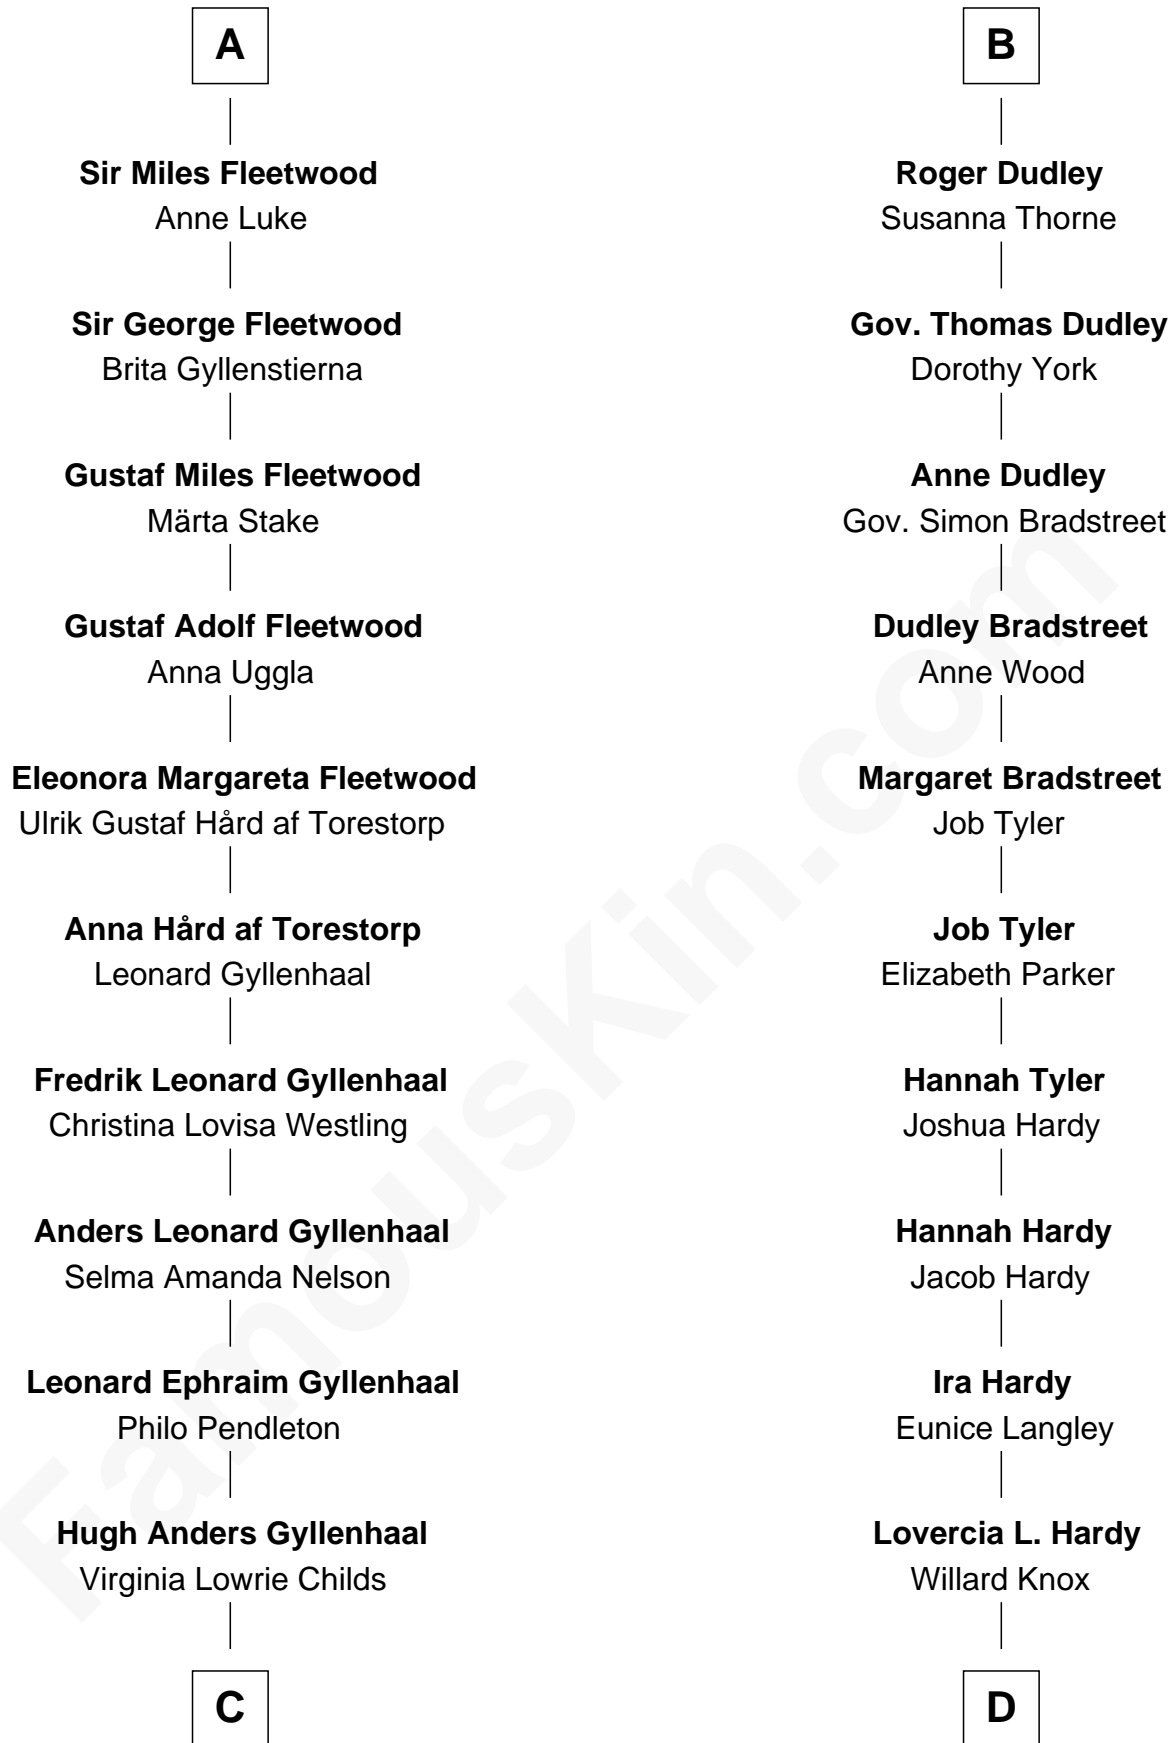 A
Sir Miles Fleetwood
Anne Luke
Sir George Fleetwood
Brita Gyllenstierna
Gustaf Miles Fleetwood
Märta Stake
Gustaf Adolf Fleetwood
Anna Uggla
Eleonora Margareta Fleetwood
Ulrik Gustaf Hård af Torestorp
Anna Hård af Torestorp
Leonard Gyllenhaal
Fredrik Leonard Gyllenhaal
Christina Lovisa Westling
Anders Leonard Gyllenhaal
Selma Amanda Nelson
Leonard Ephraim Gyllenhaal
Philo Pendleton
Hugh Anders Gyllenhaal
Virginia Lowrie Childs
C
B
Roger Dudley
Susanna Thorne
Gov. Thomas Dudley
Dorothy York
Anne Dudley
Gov. Simon Bradstreet
Dudley Bradstreet
Anne Wood
Margaret Bradstreet
Job Tyler
Job Tyler
Elizabeth Parker
Hannah Tyler
Joshua Hardy
Hannah Hardy
Jacob Hardy
Ira Hardy
Eunice Langley
Lovercia L. Hardy
Willard Knox
D
FamousKin.com